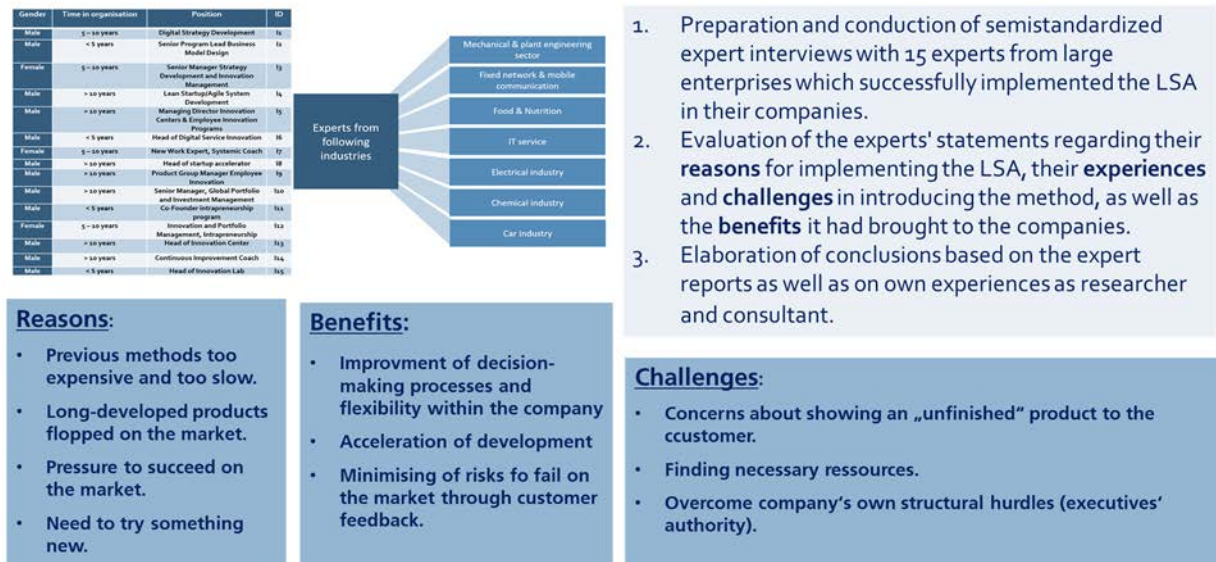 Gender Time in organisation Position ID
Male 5 – 10 years Digital Strategy Development I1
Male < 5 years Senior Program Lead Business
Model Design I2
Female 5 – 10 years Senior Manager Strategy
Development and Innovation
Management I3
Male > 10 years Lean Startup/Agile System
Development I4
Male > 10 years Managing Director Innovation
Centers & Employee Innovation
Programs I5
Male < 5 years Head of Digital Service Innovation I6
Female 5 – 10 years New Work Expert, Systemic Coach I7
Male > 10 years Head of startup accelerator I8
Male > 10 years Product Group Manager Employee
Innovation I9
Male > 10 years Senior Manager, Global Portfolio
and Investment Management I10
Male < 5 years Co-Founder intrapreneurship
program I11
Female 5 – 10 years Innovation and Portfolio
Management, Intrapreneurship I12
Male > 10 years Head of Innovation Center I13
Male > 10 years Continuous Improvement Coach I14
Male < 5 years Head of Innovation Lab I15
Experts from
following
industries
Mechanical & plant engineering
sector
Fixed network & mobile
communication
Food & Nutrition
IT service
Electrical industry
Chemical industry
Car Industry
1. Preparation and conduction of semistandardized
expert interviews with 15 experts from large
enterprises which successfully implemented the LSA
in their companies.
2. Evaluation of the experts' statements regarding their
reasons for implementing the LSA, their experiences
and challenges in introducing the method, as well as
the benefits it had brought to the companies.
3. Elaboration of conclusions based on the expert
reports as well as on own experiences as researcher
and consultant.
Reasons:
• Previous methods too
expensive and too slow.
• Long-developed products
flopped on the market.
• Pressure to succeed on
the market.
• Need to try something
new.
Benefits:
• Improvment of decision-
making processes and
flexibility within the company
• Acceleration of development
• Minimising of risks fo fail on
the market through customer
feedback.
Challenges:
• Concerns about showing an „unfinished“ product to the
ccustomer.
• Finding necessary ressources.
• Overcome company's own structural hurdles (executives'
authority).